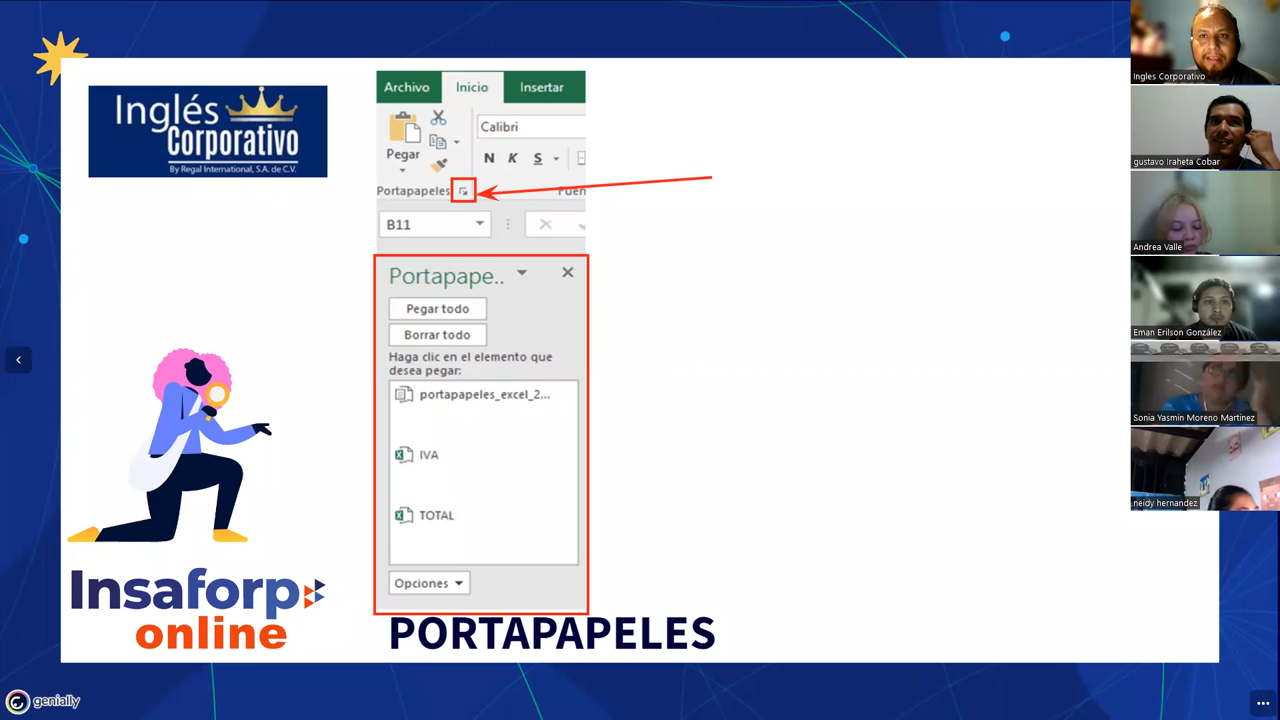 Inglés
Corporativo
By Regal International, S.A. de C.V.
Archivo Inicio Insertar
Calibri
Pegar
N K S
Portapapeles
B11
Portapape..
Pegar todo
Borrar todo
Haga clic en el elemento que
desea pegar:
portapapeles_excel_2...
IVA
TOTAL
Opciones
PORTAPAPELES
Insaforp
online
genially
Ingles Corporativo
gustavo Iraheta Cobar
Andrea Valle
Eman Erilson González
Sonia Yasmin Moreno Martinez
neidy hernandez